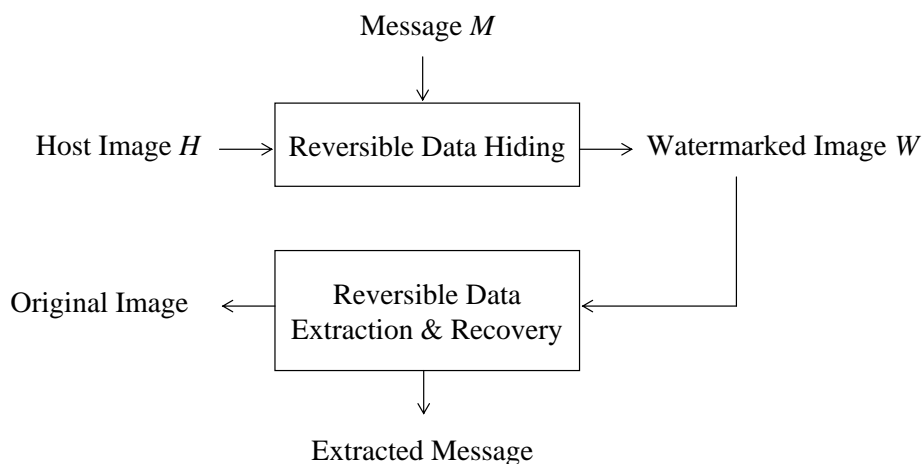 Message M
Host Image H
Reversible Data Hiding
Watermarked Image W
Original Image
Reversible Data
Extraction & Recovery
Extracted Message